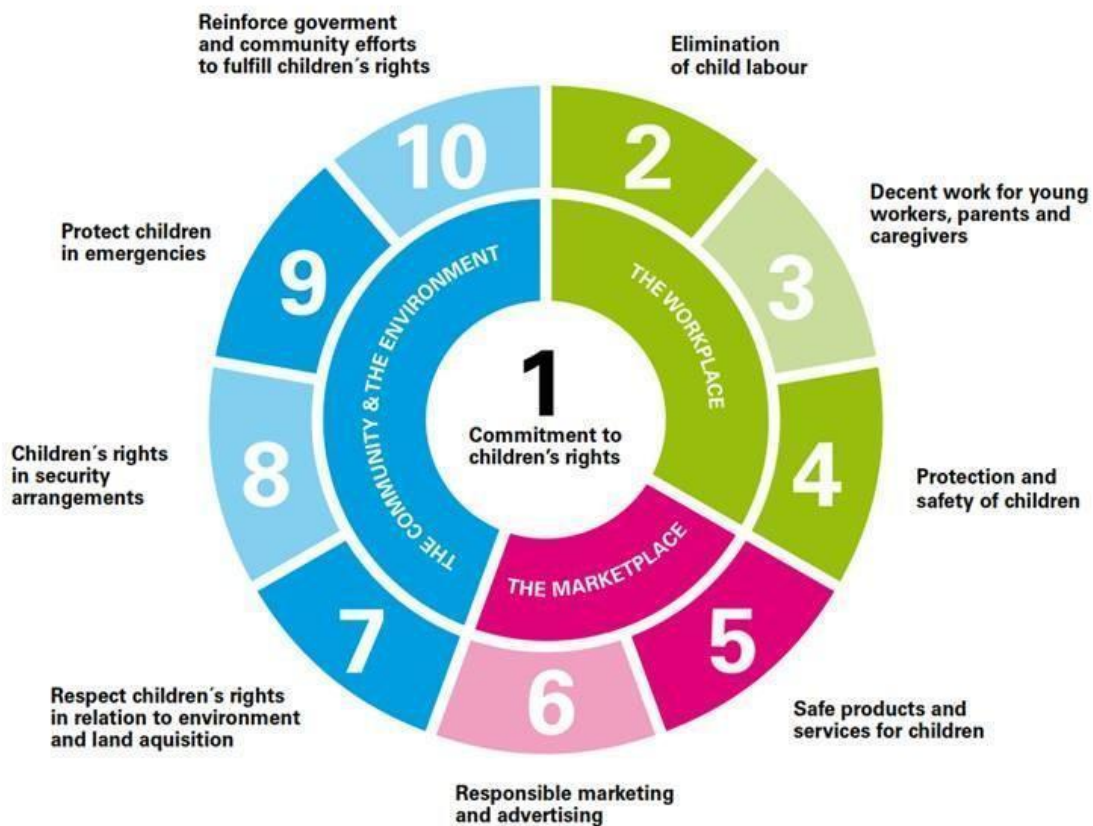 Reinforce goverment
and community efforts
to fulfill children´s rights
Elimination
of child labour
10
2
Decent work for young
workers, parents and
caregivers
Protect children
in emergencies
9
3
THE COMMUNITY & THE ENVIRONMENT
THE WORKPLACE
1
Commitment to
children's rights
Children´s rights
in security
arrangements
8
4
Protection and
safety of children
THE MARKETPLACE
7
5
6
Respect children´s rights
in relation to environment
and land aquisition
Safe products and
services for children
Responsible marketing
and advertising